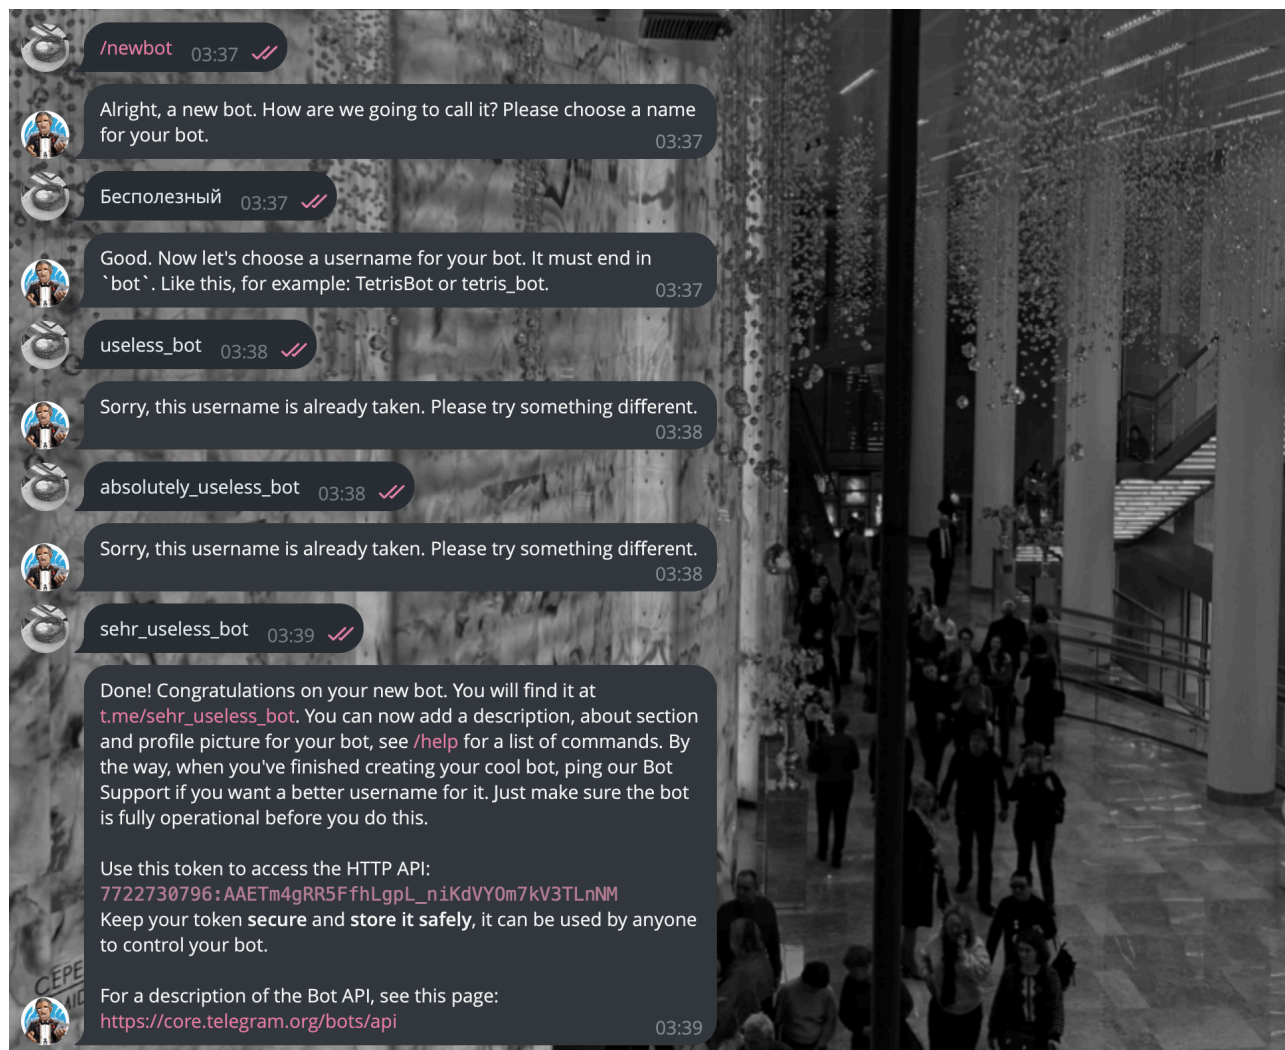 /newbot 03:37
Alright, a new bot. How are we going to call it? Please choose a name
for your bot. 03:37
Бесполезный 03:37
Good. Now let's choose a username for your bot. It must end in
`bot`. Like this, for example: TetrisBot or tetris_bot. 03:37
useless_bot 03:38
Sorry, this username is already taken. Please try something different.
03:38
absolutely_useless_bot 03:38
Sorry, this username is already taken. Please try something different.
03:38
sehr_useless_bot 03:39
Done! Congratulations on your new bot. You will find it at
t.me/sehr_useless_bot. You can now add a description, about section
and profile picture for your bot, see /help for a list of commands. By
the way, when you've finished creating your cool bot, ping our Bot
Support if you want a better username for it. Just make sure the bot
is fully operational before you do this.
Use this token to access the HTTP API:
7722730796:AAETm4gRR5FfhLgpL_niKdVYOm7kV3TLnNM
Keep your token secure and store it safely, it can be used by anyone
to control your bot.
For a description of the Bot API, see this page:
https://core.telegram.org/bots/api 03:39